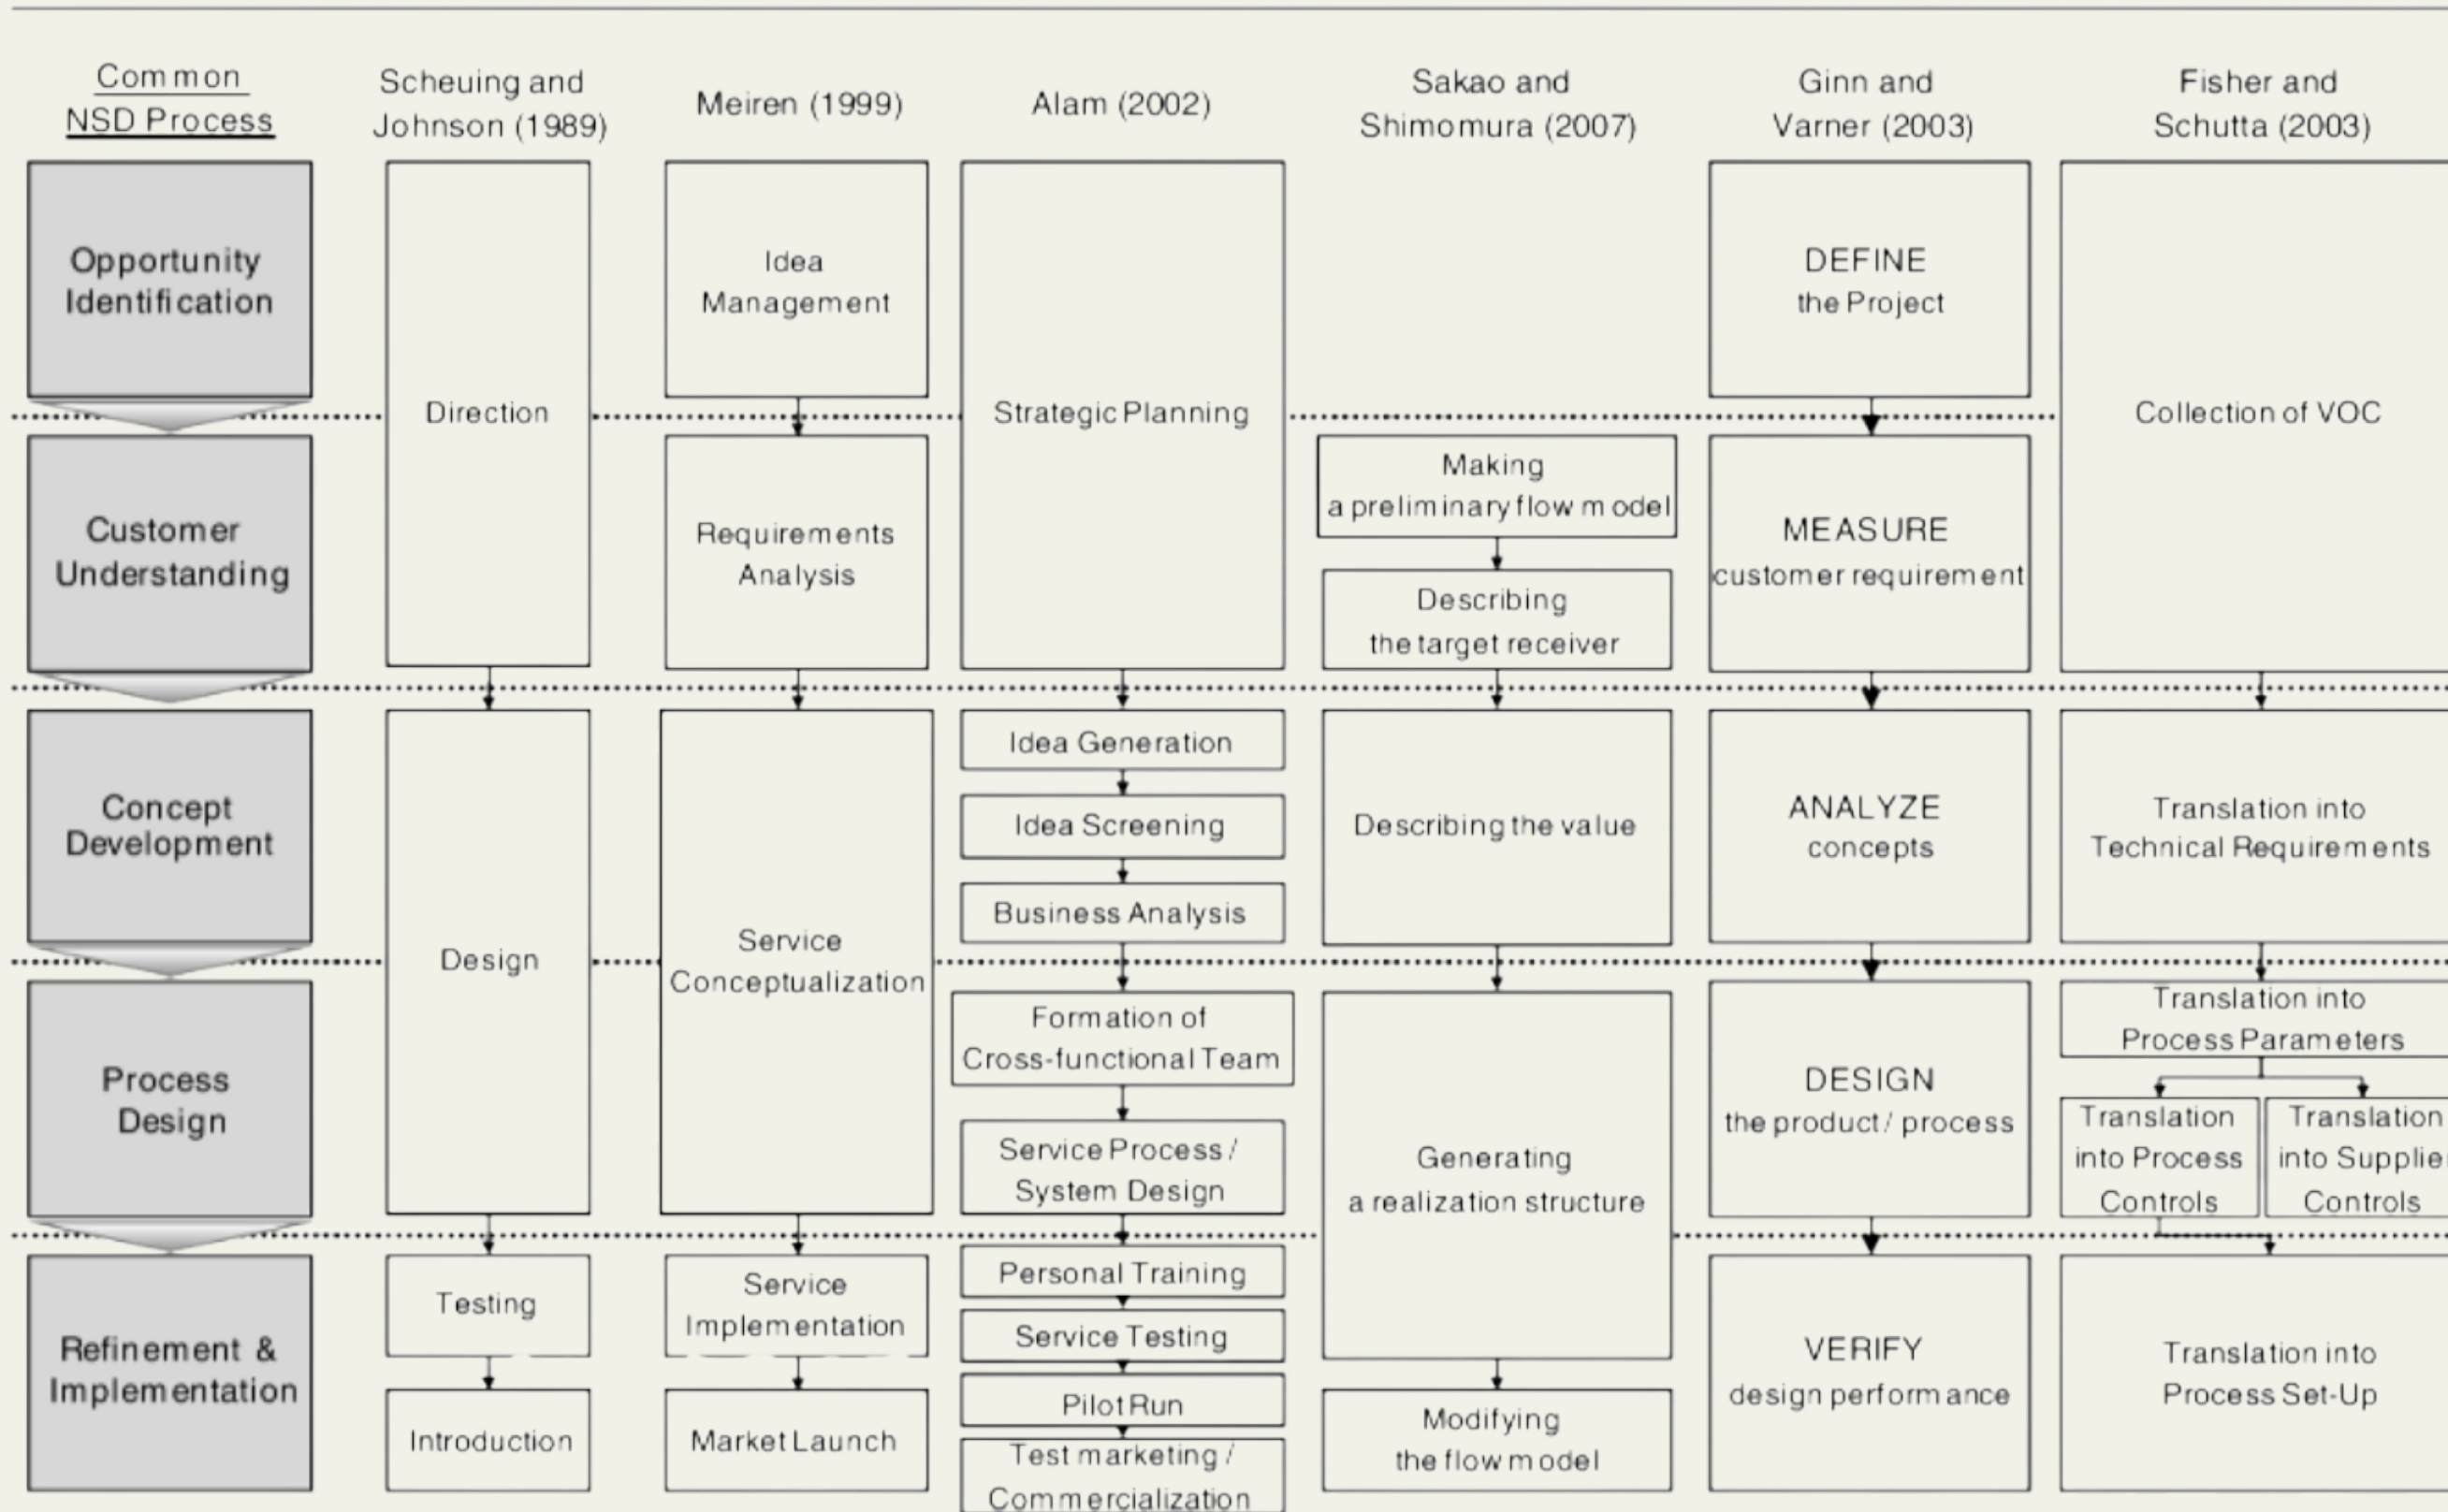 Common
NSD Process
Scheuing and
Johnson (1989)
Meiren (1999)
Alam (2002)
Sakao and
Shimomura (2007)
Ginn and
Varner (2003)
Fisher and
Schutta (2003)
Opportunity
Identification
Customer
Understanding
Concept
Development
Process
Design
Refinement &
Implementation
Direction
Design
Testing
Introduction
Idea
Management
Requirements
Analysis
Service
Conceptualization
Service
Implementation
Market Launch
Strategic Planning
Idea Generation
Idea Screening
Business Analysis
Formation of
Cross-functional Team
Service Process /
System Design
Personal Training
Service Testing
Pilot Run
Test marketing /
Commercialization
Making
a preliminary flow model
Describing
the target receiver
Describing the value
Generating
a realization structure
Modifying
the flow model
DEFINE
the Project
MEASURE
customer requirement
ANALYZE
concepts
DESIGN
the product / process
VERIFY
design performance
Collection of VOC
Translation into
Technical Requirements
Translation into
Process Parameters
Translation
into Process
Controls
Translation
into Supplie
Controls
Translation into
Process Set-Up